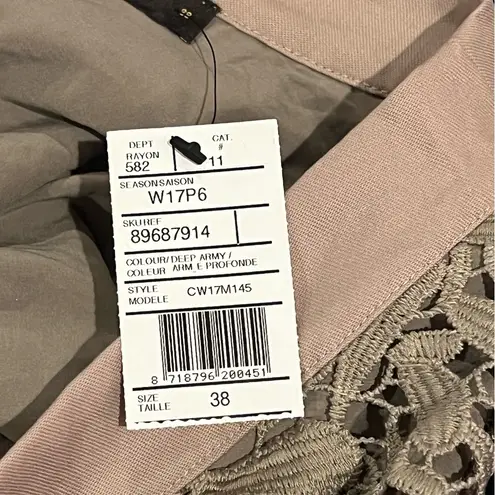 DEPT CAT.
RAYON #
582 11
SEASON SAISON
W17P6
SKU REF
89687914
COLOUR/DEEP ARMY /
COLEUR ARM E PROFONDE
STYLE
MODELE CW17M145
8 718796 200451
SIZE
TAILLE 38